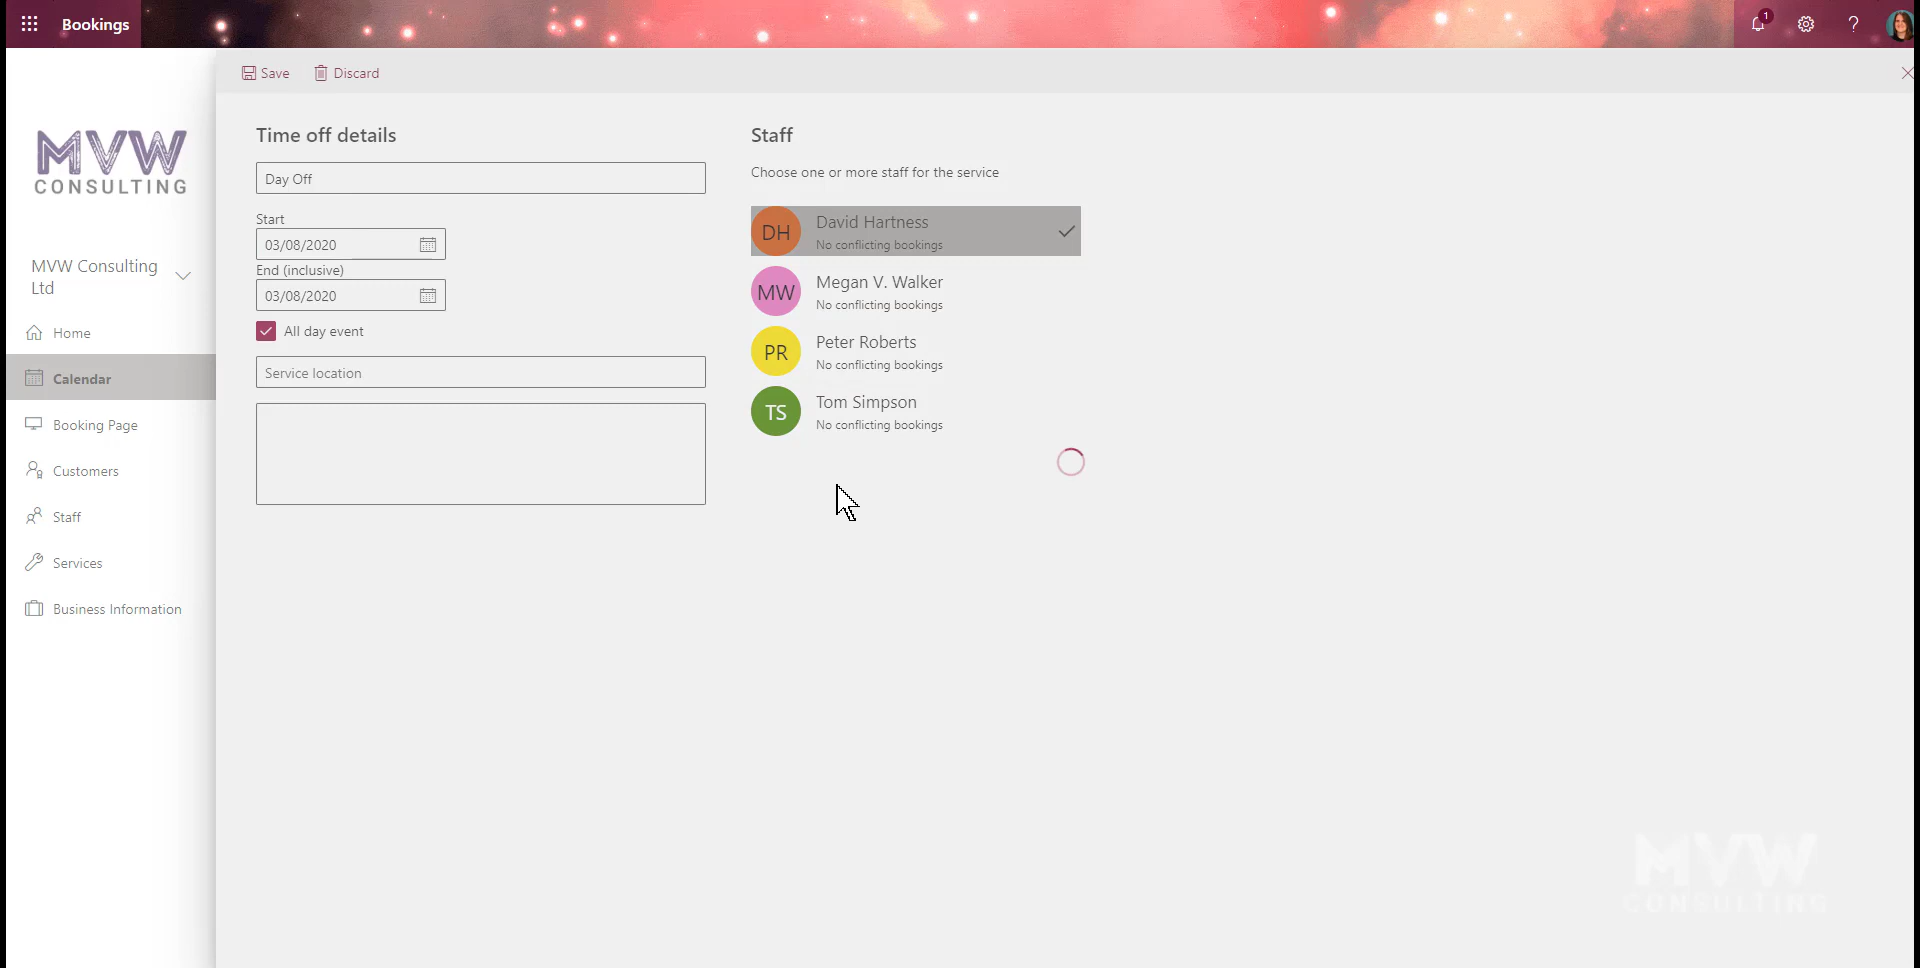 Bookings
1
?
Save
Discard
MVW
CONSULTING
MVW Consulting
Ltd
Home
Calendar
Booking Page
Customers
Staff
Services
Business Information
Time off details
Day Off
Start
03/08/2020
End (inclusive)
03/08/2020
All day event
Service location
Staff
Choose one or more staff for the service
DH
David Hartness
No conflicting bookings
MW
Megan V. Walker
No conflicting bookings
PR
Peter Roberts
No conflicting bookings
TS
Tom Simpson
No conflicting bookings
MVW
CONSULTING